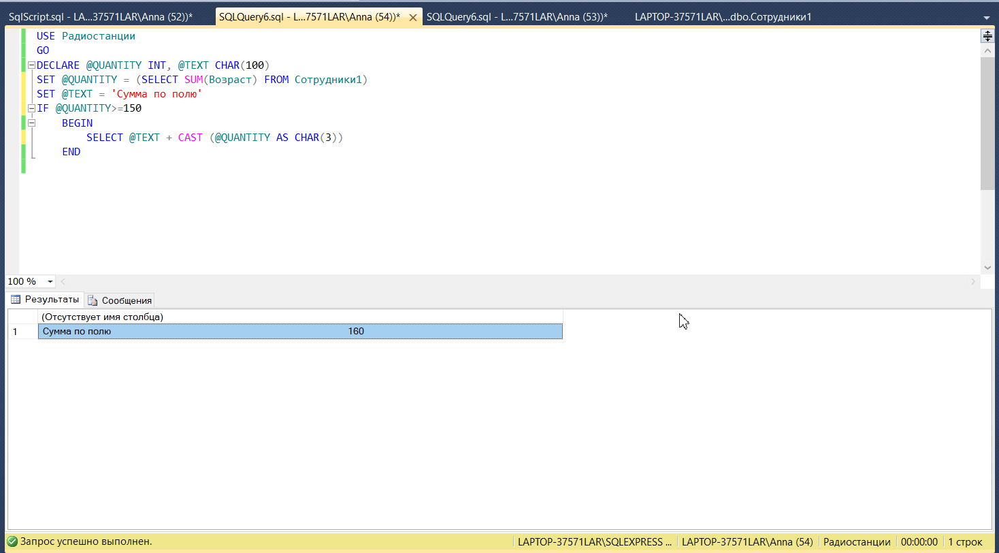 SqlScript.sql - LA...37571LAR\Anna (52))* SQLQuery6.sql - L...7571LAR\Anna (54))* SQLQuery6.sql - L...7571LAR\Anna (53))* LAPTOP-37571LAR\...dbo.Сотрудники1
USE Радиостанции
GO
DECLARE @QUANTITY INT, @TEXT CHAR(100)
SET @QUANTITY = (SELECT SUM(Возраст) FROM Сотрудники1)
SET @TEXT = 'Сумма по полю'
IF @QUANTITY>=150
BEGIN
SELECT @TEXT + CAST (@QUANTITY AS CHAR(3))
END
100 %
Результаты Сообщения
(Отсутствует имя столбца)
1 Сумма по полю 160
Запрос успешно выполнен. LAPTOP-37571LAR\SQLEXPRESS ... LAPTOP-37571LAR\Anna (54) Радиостанции 00:00:00 1 строк